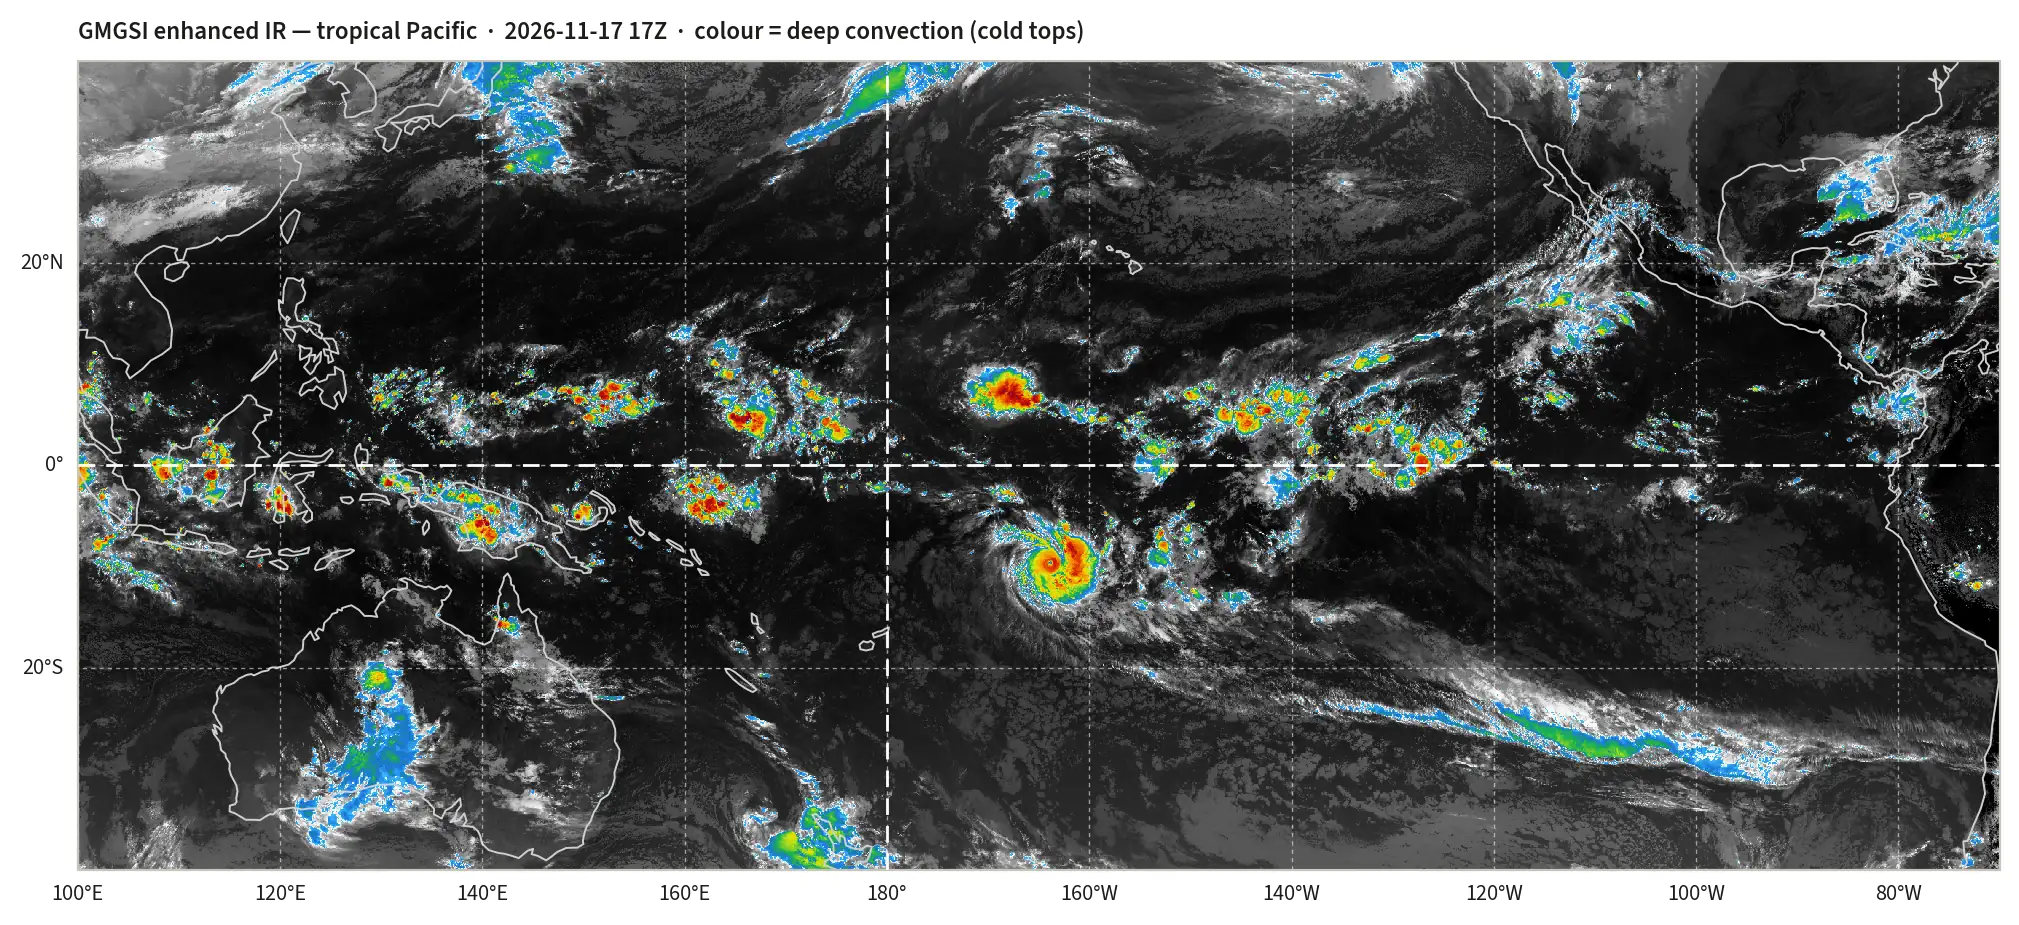 GMGSI enhanced IR — tropical Pacific · 2026-11-17 17Z · colour = deep convection (cold tops)
20°N
0°
20°S
100°E 120°E 140°E 160°E 180° 160°W 140°W 120°W 100°W 80°W